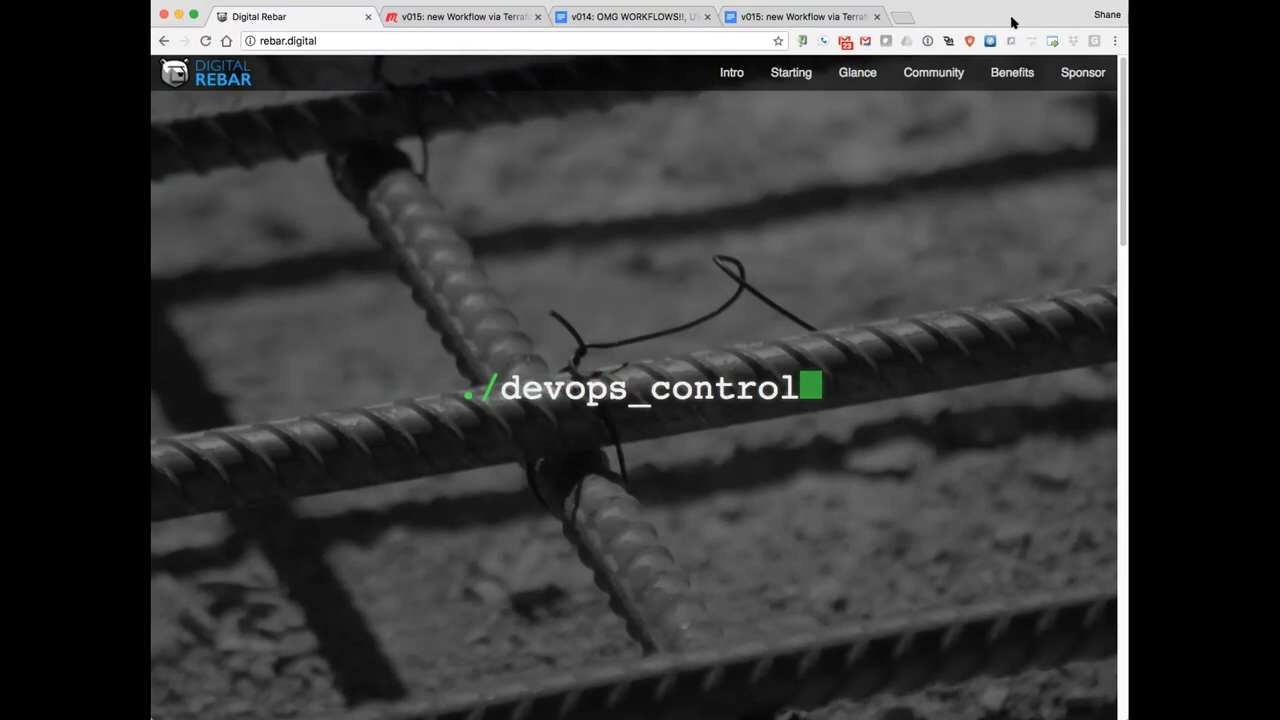 Digital Rebar
v015: new Workflow via Terraf
v014: OMG WORKFLOWS!!, U
v015: new Workflow via Terraf
Shane
rebar.digital
23
DIGITAL
REBAR
Intro
Starting
Glance
Community
Benefits
Sponsor
./devops_control